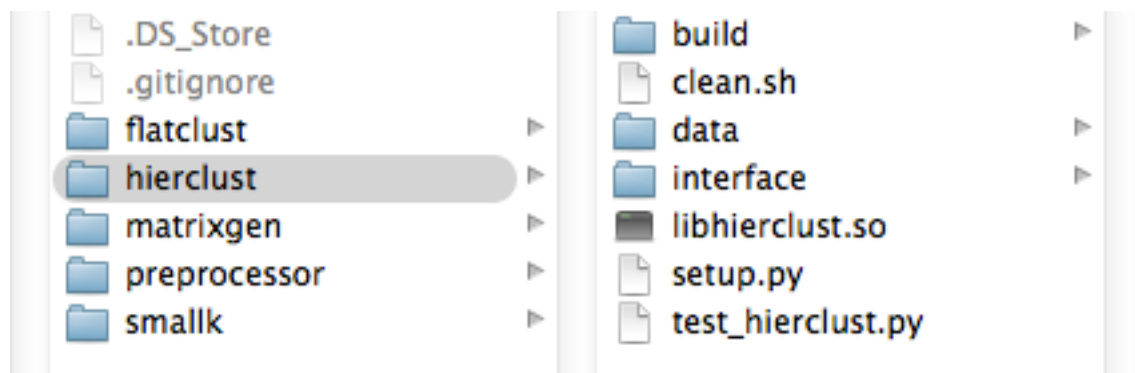 .DS_Store
.gitignore
flatclust
hierclust
matrixgen
preprocessor
smallk
build
clean.sh
data
interface
libhierclust.so
setup.py
test_hierclust.py